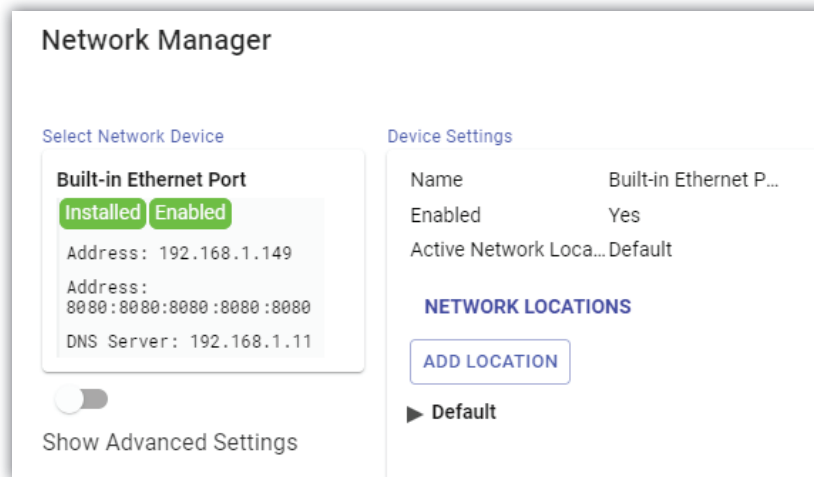 Network Manager
Select Network Device
Built-in Ethernet Port
Installed Enabled
Address: 192.168.1.149
Address:
8080:8080:8080:8080:8080
DNS Server: 192.168.1.11
Show Advanced Settings
Device Settings
Name Built-in Ethernet P...
Enabled Yes
Active Network Loca... Default
NETWORK LOCATIONS
ADD LOCATION
Default